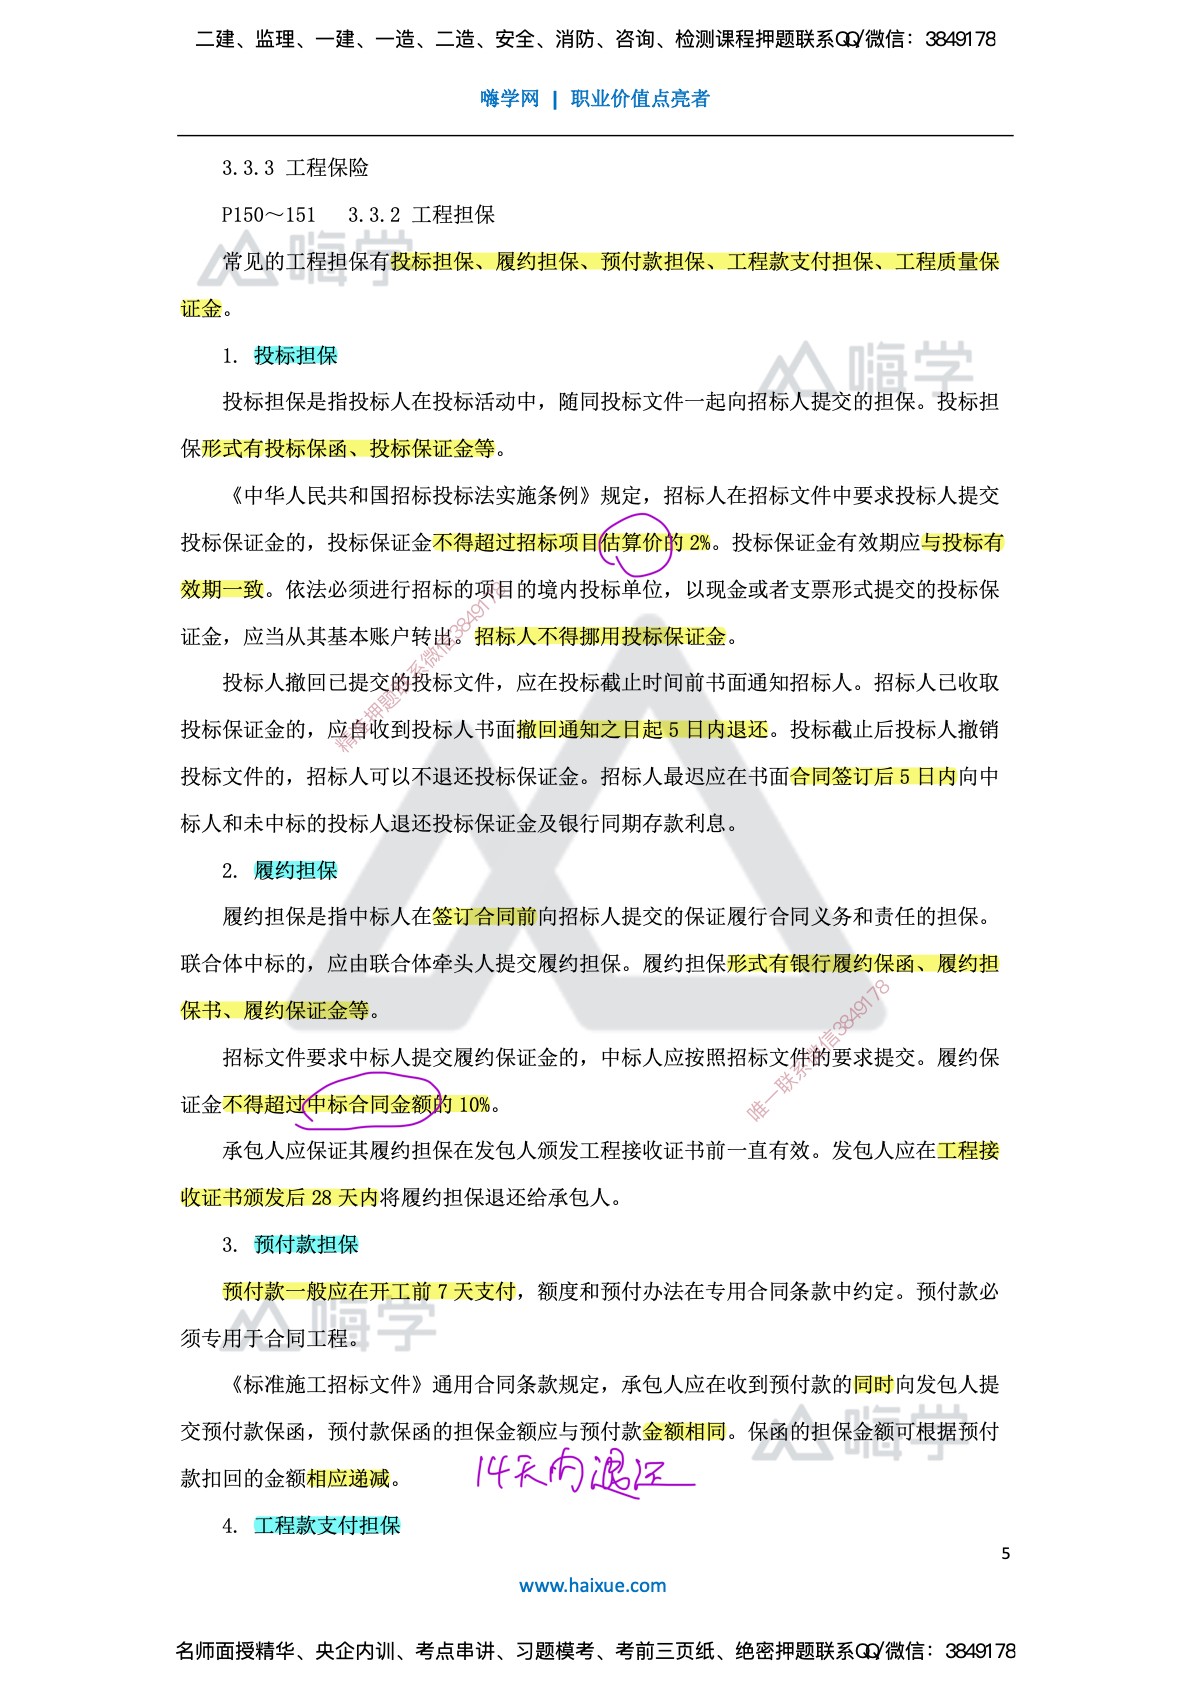 二建、监理、一建、一造、二造、安全、消防、咨询、检测课程押题联系QQ/微信：3849178
嗨学网 | 职业价值点亮者
3.3.3 工程保险
P150～151 3.3.2 工程担保
嗨学
常见的工程担保有投标担保、履约担保、预付款担保、工程款支付担保、工程质量保
证金。
1. 投标担保
嗨学
投标担保是指投标人在投标活动中，随同投标文件一起向招标人提交的担保。投标担
保形式有投标保函、投标保证金等。
《中华人民共和国招标投标法实施条例》规定，招标人在招标文件中要求投标人提交
投标保证金的，投标保证金不得超过招标项目估算价的 2%。投标保证金有效期应与投标有
效期一致。依法必须进行招标的项目的境内投标单位，以现金或者支票形式提交的投标保
证金，应当从其基本账户转出。招标人不得挪用投标保证金。
精准押题联系微信3849178
投标人撤回已提交的投标文件，应在投标截止时间前书面通知招标人。招标人已收取
投标保证金的，应自收到投标人书面撤回通知之日起 5 日内退还。投标截止后投标人撤销
投标文件的，招标人可以不退还投标保证金。招标人最迟应在书面合同签订后 5 日内向中
标人和未中标的投标人退还投标保证金及银行同期存款利息。
2. 履约担保
履约担保是指中标人在签订合同前向招标人提交的保证履行合同义务和责任的担保。
联合体中标的，应由联合体牵头人提交履约担保。履约担保形式有银行履约保函、履约担
保书、履约保证金等。
唯一联系微信3849178
招标文件要求中标人提交履约保证金的，中标人应按照招标文件的要求提交。履约保
证金不得超过中标合同金额的 10%。
承包人应保证其履约担保在发包人颁发工程接收证书前一直有效。发包人应在工程接
收证书颁发后 28 天内将履约担保退还给承包人。
3. 预付款担保
预付款一般应在开工前 7 天支付，额度和预付办法在专用合同条款中约定。预付款必
须专用于合同工程。
嗨学
《标准施工招标文件》通用合同条款规定，承包人应在收到预付款的同时向发包人提
交预付款保函，预付款保函的担保金额应与预付款金额相同。保函的担保金额可根据预付
款扣回的金额相应递减。
嗨学
14天内退还
4. 工程款支付担保
5
www.haixue.com
名师面授精华、央企内训、考点串讲、习题模考、考前三页纸、绝密押题联系QQ/微信：3849178